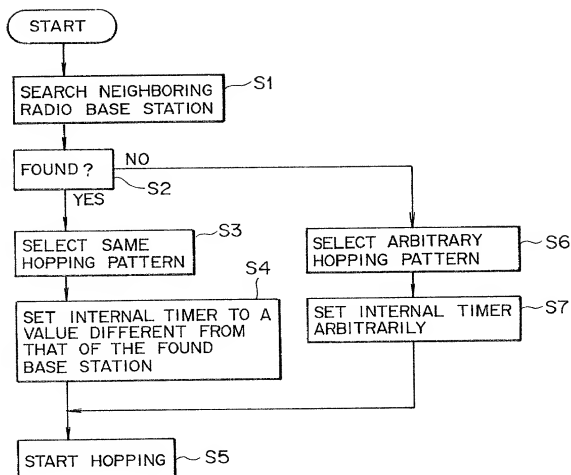 START
SEARCH NEIGHBORING
RADIO BASE STATION
S1
FOUND?
NO
S2
YES
SELECT SAME
HOPPING PATTERN
S3
SELECT ARBITRARY
HOPPING PATTERN
S6
SET INTERNAL TIMER TO A
VALUE DIFFERENT FROM
THAT OF THE FOUND
BASE STATION
S4
SET INTERNAL TIMER
ARBITRARILY
S7
START HOPPING
S5